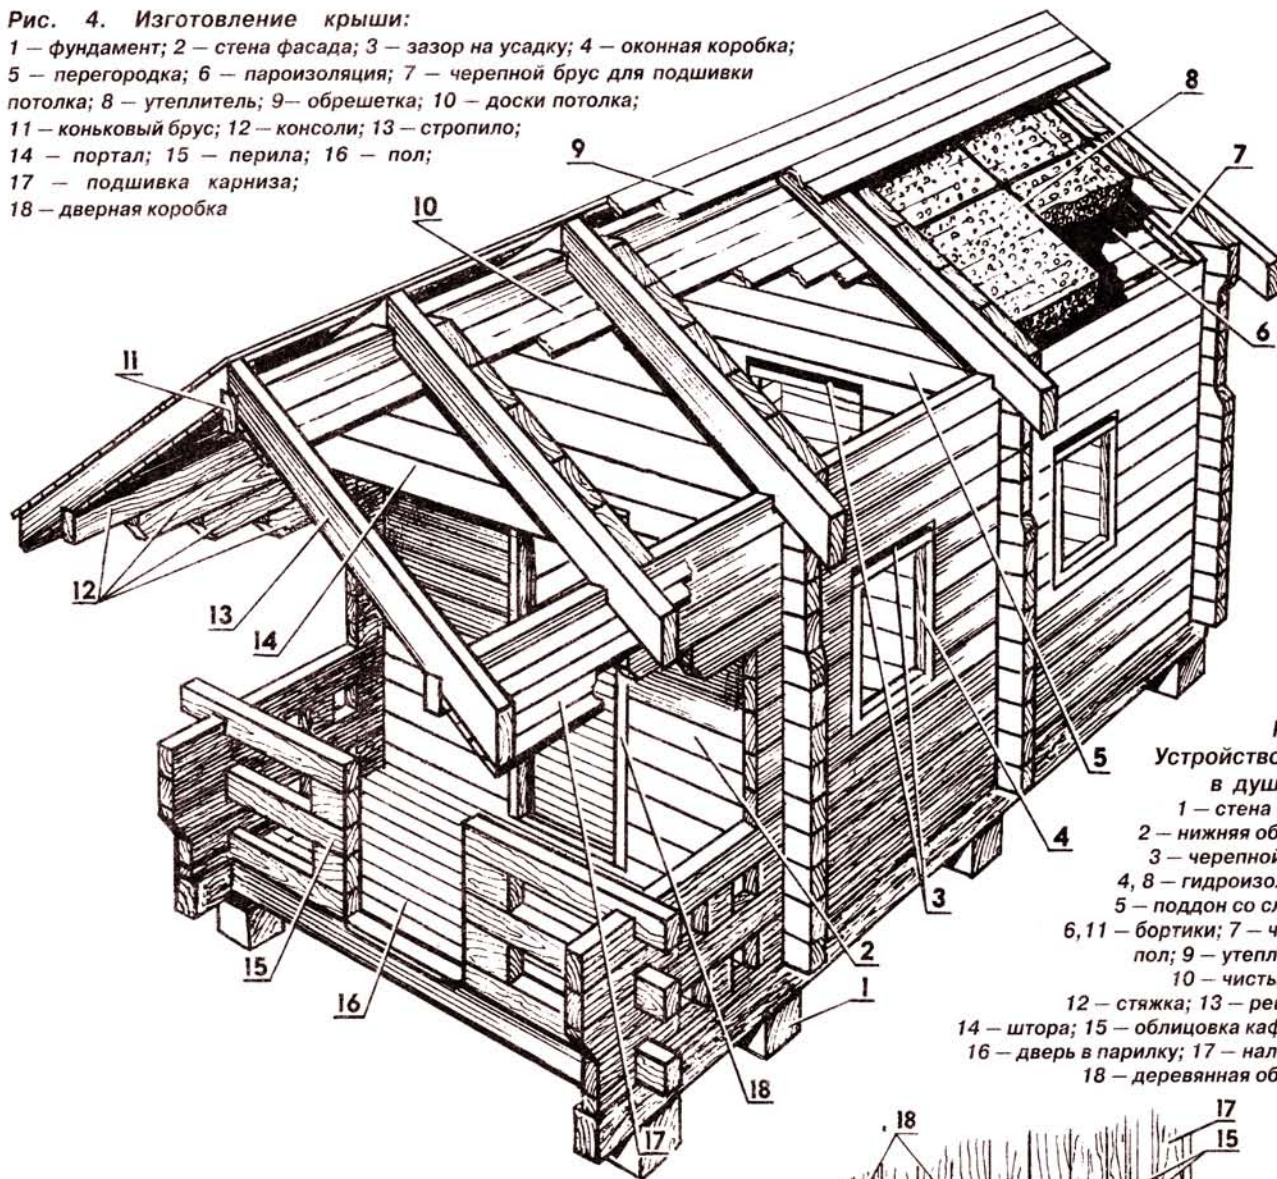 Рис. 4. Изготовление крыши:
1 — фундамент; 2 — стена фасада; 3 — зазор на усадку; 4 — оконная коробка;
5 — перегородка; 6 — пароизоляция; 7 — черепной брус для подшивки
потолка; 8 — утеплитель; 9— обрешетка; 10 — доски потолка;
11 — коньковый брус; 12 — консоли; 13 — стропило;
14 — портал; 15 — перила; 16 — пол;
17 — подшивка карниза;
18 — дверная коробка
8
9
7
10
6
11
12
13
14
5
4
3
2
15
1
16
18
17
Устройство
в душ
1 — стена
2 — нижняя об
3 — черепной
4, 8 — гидроизо
5 — поддон со сл
6, 11 — бортики; 7 — ч
пол; 9 — утепл
10 — чисты
12 — стяжка; 13 — ре
14 — штора; 15 — облицовка каф
16 — дверь в парилку; 17 — нал
18 — деревянная об
18
17
15